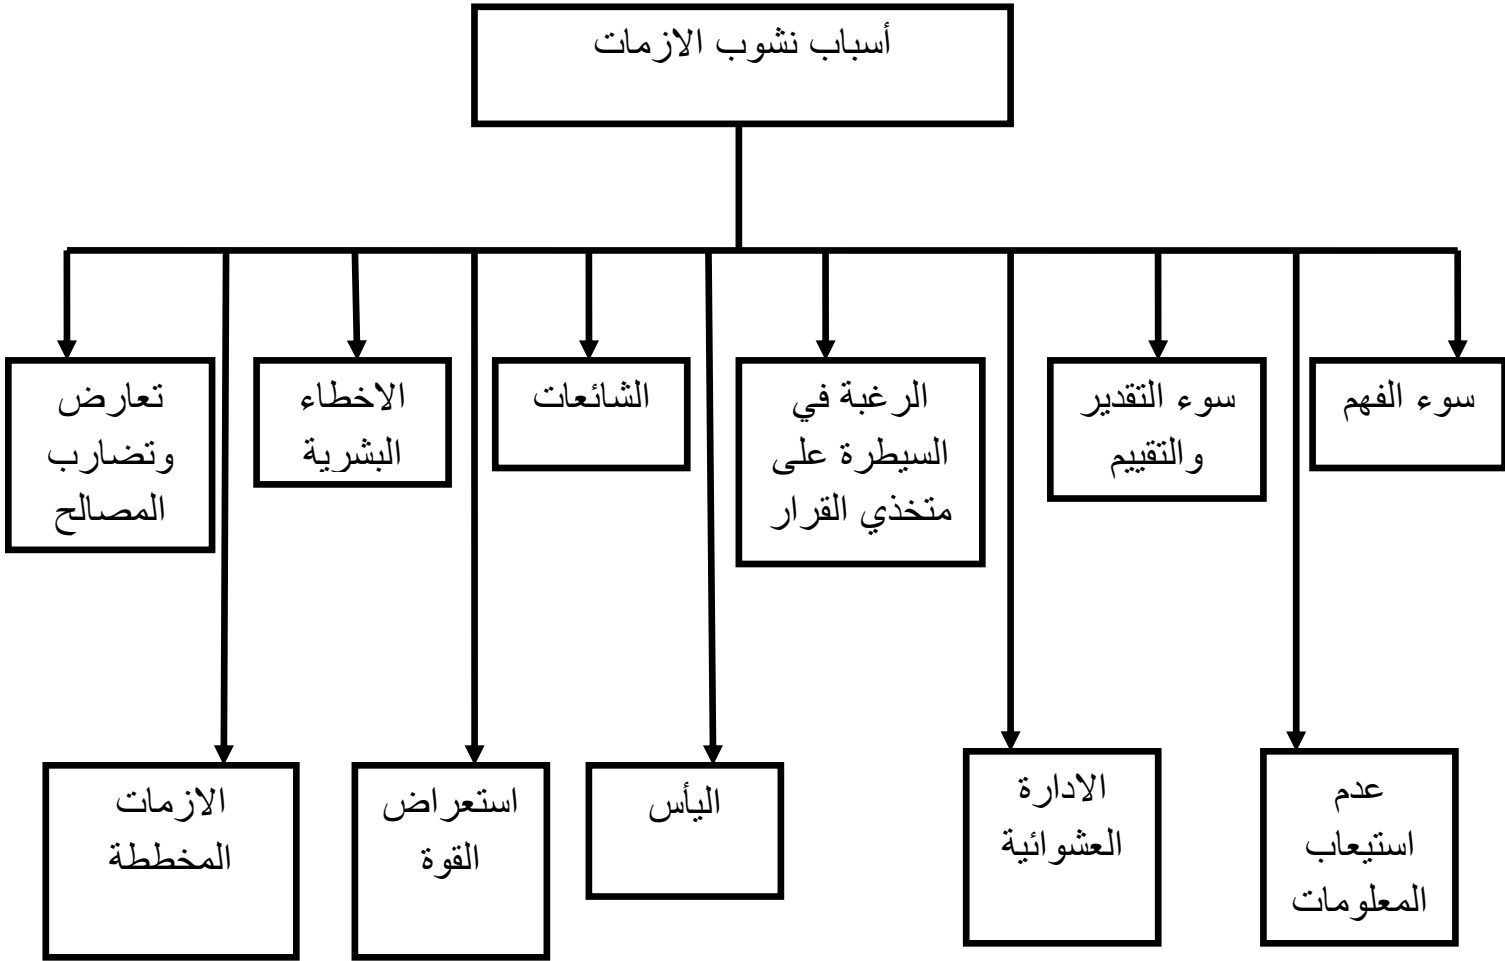 أسباب نشوب الازمات
سوء الفهم
سوء التقدير
والتقييم
الرغبة في
السيطرة على
متخذي القرار
الشائعات
الاخطاء
البشرية
تعارض
وتضارب
المصالح
عدم
استيعاب
المعلومات
الادارة
العشوائية
اليأس
استعراض
القوة
الازمات
المخططة